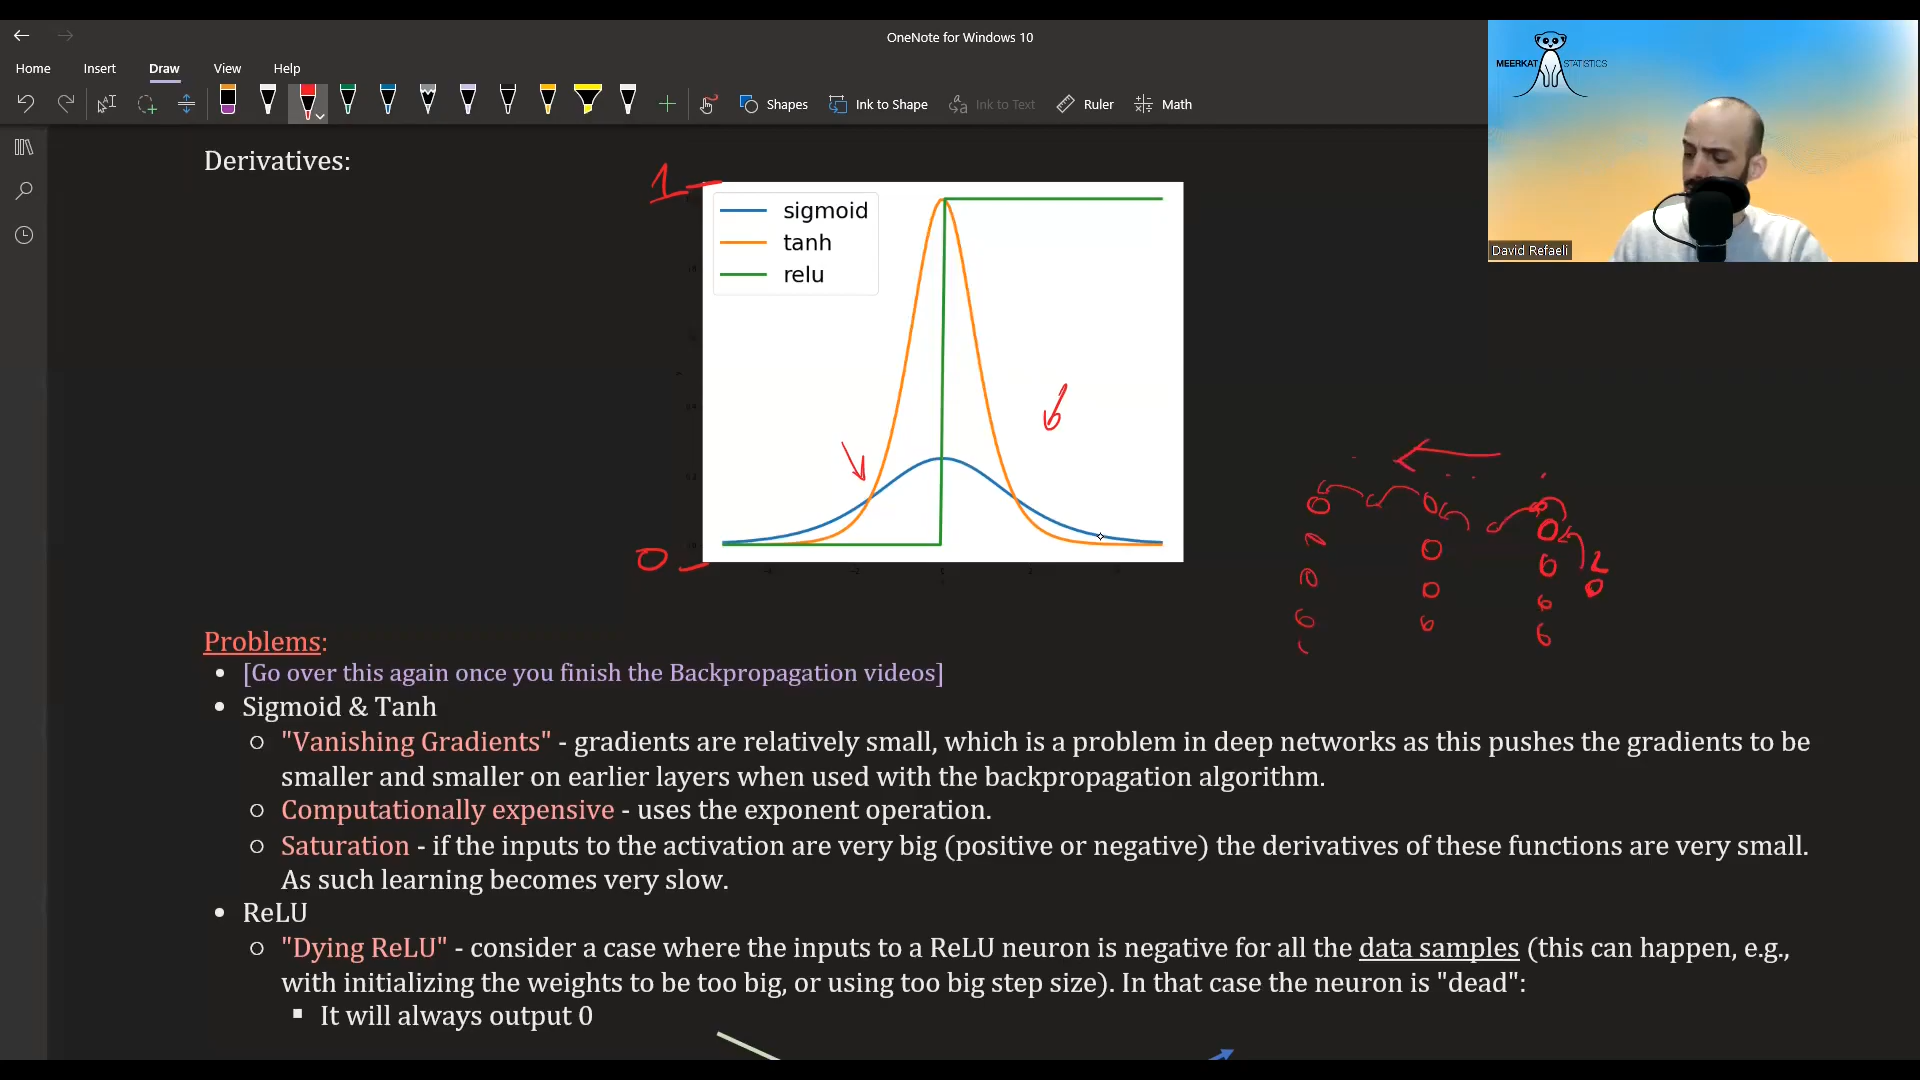 OneNote for Windows 10
Home Insert Draw View Help
Shapes Ink to Shape Ink to Text Ruler Math
MEERKAT STATISTICS
David Refaeli
Derivatives:
1
sigmoid
tanh
relu
0
Problems:
• [Go over this again once you finish the Backpropagation videos]
• Sigmoid & Tanh
○ "Vanishing Gradients" - gradients are relatively small, which is a problem in deep networks as this pushes the gradients to be
smaller and smaller on earlier layers when used with the backpropagation algorithm.
○ Computationally expensive - uses the exponent operation.
○ Saturation - if the inputs to the activation are very big (positive or negative) the derivatives of these functions are very small.
As such learning becomes very slow.
• ReLU
○ "Dying ReLU" - consider a case where the inputs to a ReLU neuron is negative for all the data samples (this can happen, e.g.,
with initializing the weights to be too big, or using too big step size). In that case the neuron is "dead":
▪ It will always output 0